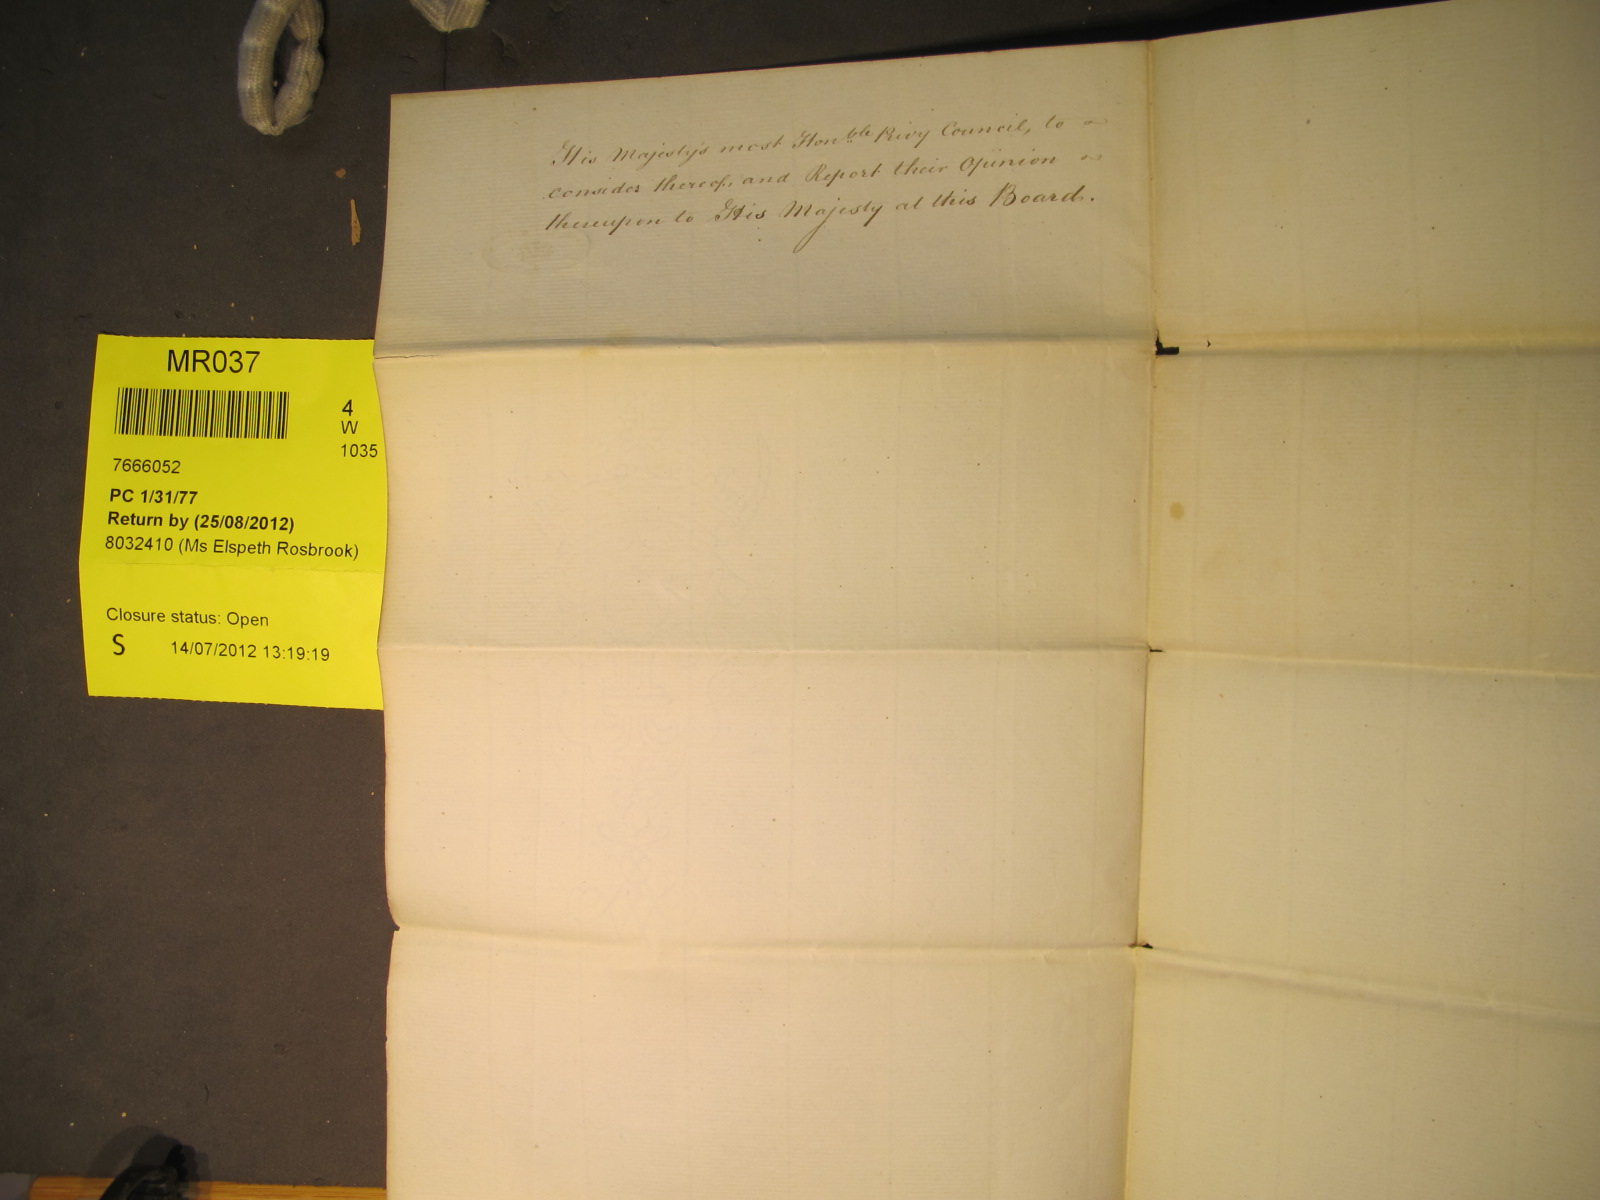 His Majesty's most Hon.ble Privy Council, to
consider thereof, and Report their Opinion
thereupon to His Majesty at this Board.
MR037
4
W
1035
7666052
PC 1/31/77
Return by (25/08/2012)
8032410 (Ms Elspeth Rosbrook)
Closure status: Open
S 14/07/2012 13:19:19